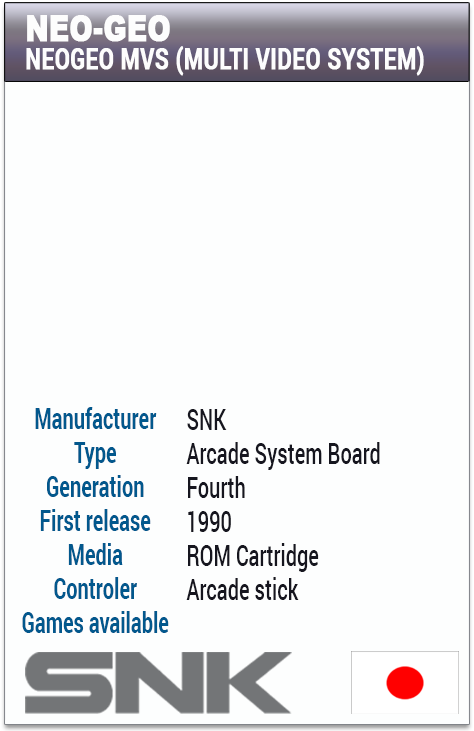 NEO-GEO
NEOGEO MVS (MULTI VIDEO SYSTEM)
Manufacturer SNK
Type Arcade System Board
Generation Fourth
First release 1990
Media ROM Cartridge
Controler Arcade stick
Games available
SNK